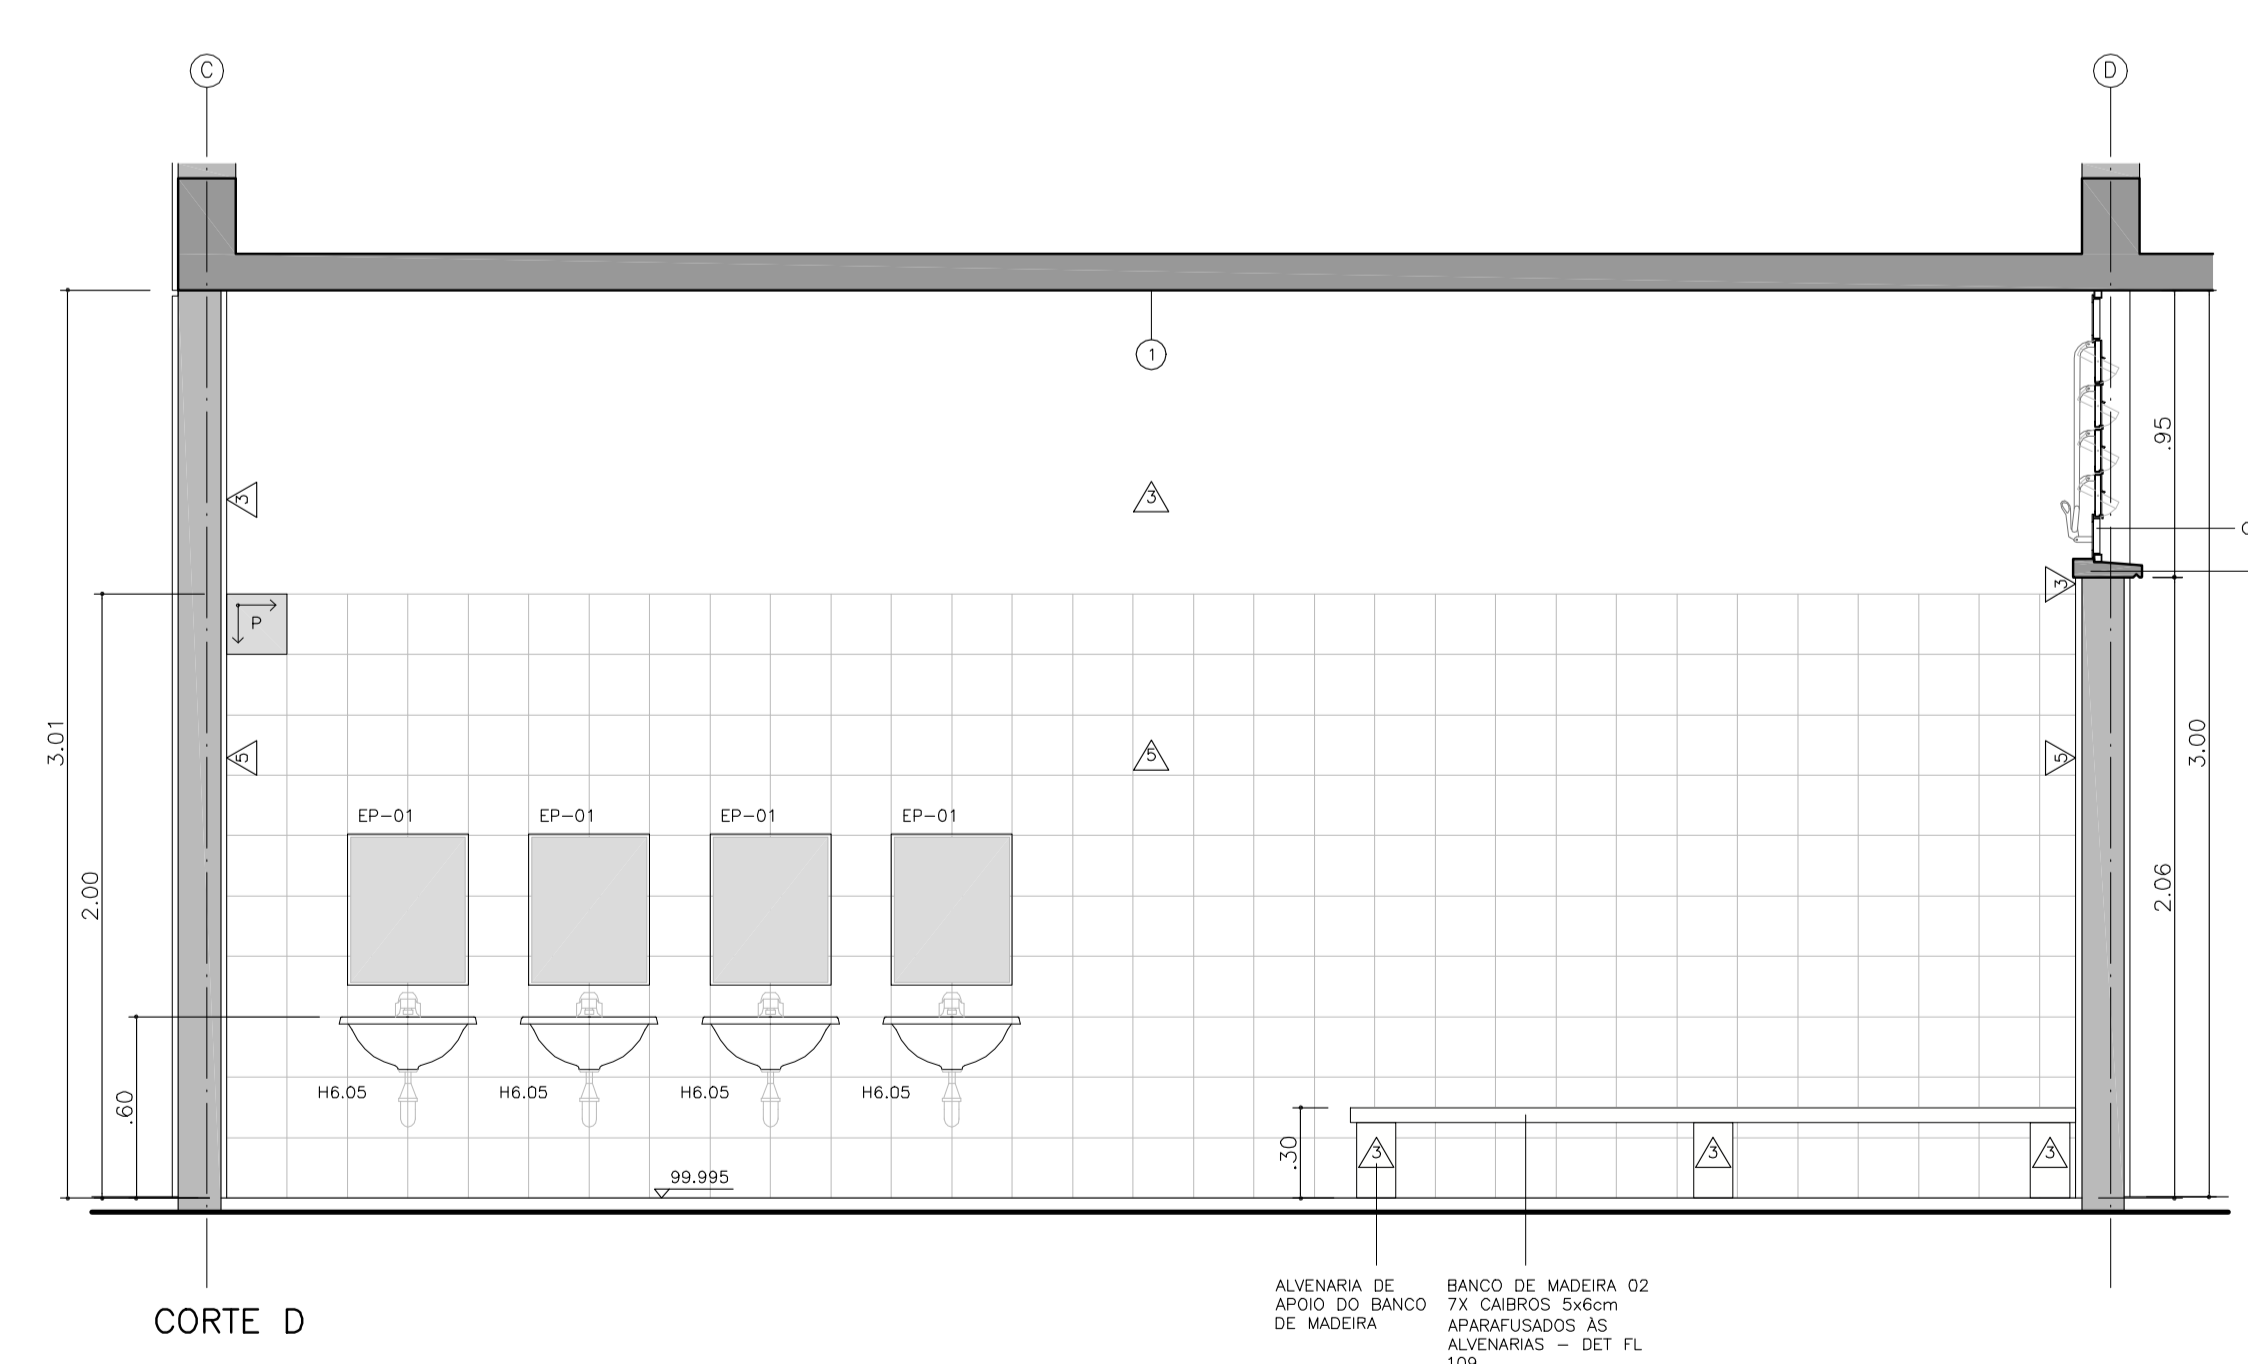 C
D
1
.95
3
3
3
P
3.01
3.00
5
5
5
EP-01
EP-01
EP-01
EP-01
2.00
2.06
H6.05
H6.05
H6.05
H6.05
.60
.30
3
3
3
99.995
ALVENARIA DE
APOIO DO BANCO
DE MADEIRA
BANCO DE MADEIRA 02
7X CAIBROS 5x6cm
APARAFUSADOS ÀS
ALVENARIAS - DET FL
109
CORTE D